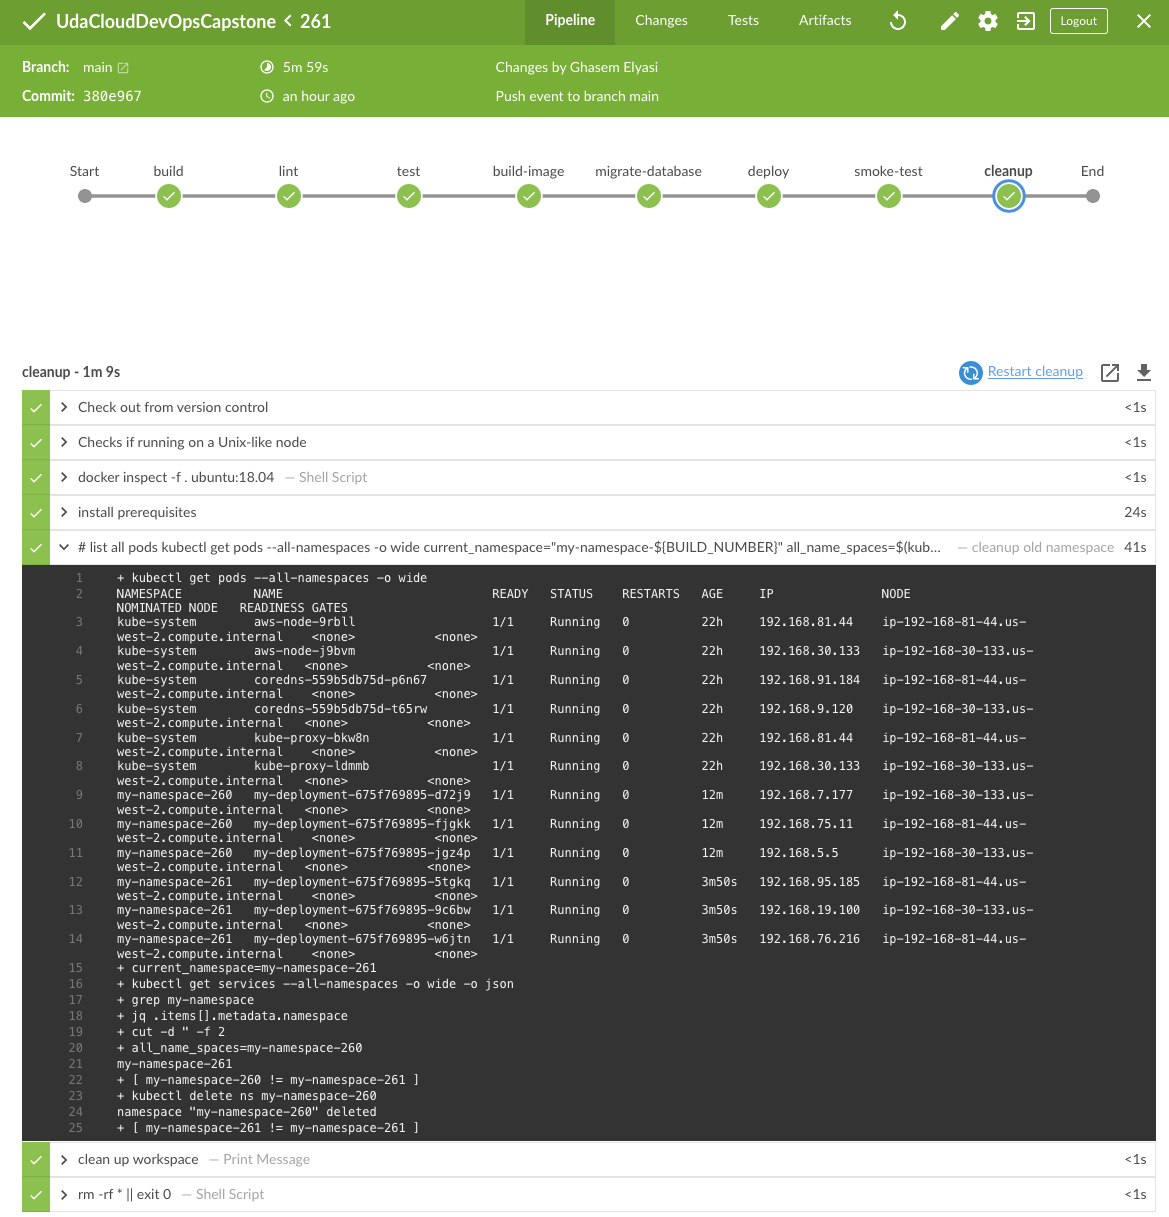 UdaCloudDevOpsCapstone < 261
Pipeline Changes Tests Artifacts Logout
Branch: main 5m 59s Changes by Ghasem Elyasi
Commit: 380e967 an hour ago Push event to branch main
Start build lint test build-image migrate-database deploy smoke-test cleanup End
cleanup - 1m 9s Restart cleanup
Check out from version control <1s
Checks if running on a Unix-like node <1s
docker inspect -f . ubuntu:18.04 — Shell Script <1s
install prerequisites 24s
# list all pods kubectl get pods --all-namespaces -o wide current_namespace="my-namespace-${BUILD_NUMBER}" all_name_spaces=$(kub... — cleanup old namespace 41s
1 + kubectl get pods --all-namespaces -o wide
2 NAMESPACE NAME READY STATUS RESTARTS AGE IP NODE
NOMINATED NODE READINESS GATES
3 kube-system aws-node-9rbll 1/1 Running 0 22h 192.168.81.44 ip-192-168-81-44.us-
west-2.compute.internal <none> <none>
4 kube-system aws-node-j9bvm 1/1 Running 0 22h 192.168.30.133 ip-192-168-30-133.us-
west-2.compute.internal <none> <none>
5 kube-system coredns-559b5db75d-p6n67 1/1 Running 0 22h 192.168.91.184 ip-192-168-81-44.us-
west-2.compute.internal <none> <none>
6 kube-system coredns-559b5db75d-t65rw 1/1 Running 0 22h 192.168.9.120 ip-192-168-30-133.us-
west-2.compute.internal <none> <none>
7 kube-system kube-proxy-bkw8n 1/1 Running 0 22h 192.168.81.44 ip-192-168-81-44.us-
west-2.compute.internal <none> <none>
8 kube-system kube-proxy-ldmmb 1/1 Running 0 22h 192.168.30.133 ip-192-168-30-133.us-
west-2.compute.internal <none> <none>
9 my-namespace-260 my-deployment-675f769895-d72j9 1/1 Running 0 12m 192.168.7.177 ip-192-168-30-133.us-
west-2.compute.internal <none> <none>
10 my-namespace-260 my-deployment-675f769895-fjgkk 1/1 Running 0 12m 192.168.75.11 ip-192-168-81-44.us-
west-2.compute.internal <none> <none>
11 my-namespace-260 my-deployment-675f769895-jgz4p 1/1 Running 0 12m 192.168.5.5 ip-192-168-30-133.us-
west-2.compute.internal <none> <none>
12 my-namespace-261 my-deployment-675f769895-5tgkq 1/1 Running 0 3m50s 192.168.95.185 ip-192-168-81-44.us-
west-2.compute.internal <none> <none>
13 my-namespace-261 my-deployment-675f769895-9c6bw 1/1 Running 0 3m50s 192.168.19.100 ip-192-168-30-133.us-
west-2.compute.internal <none> <none>
14 my-namespace-261 my-deployment-675f769895-w6jtn 1/1 Running 0 3m50s 192.168.76.216 ip-192-168-81-44.us-
west-2.compute.internal <none> <none>
15 + current_namespace=my-namespace-261
16 + kubectl get services --all-namespaces -o wide -o json
17 + grep my-namespace
18 + jq .items[].metadata.namespace
19 + cut -d " -f 2
20 + all_name_spaces=my-namespace-260
21 my-namespace-261
22 + [ my-namespace-260 != my-namespace-261 ]
23 + kubectl delete ns my-namespace-260
24 namespace "my-namespace-260" deleted
25 + [ my-namespace-261 != my-namespace-261 ]
clean up workspace — Print Message <1s
rm -rf * || exit 0 — Shell Script <1s